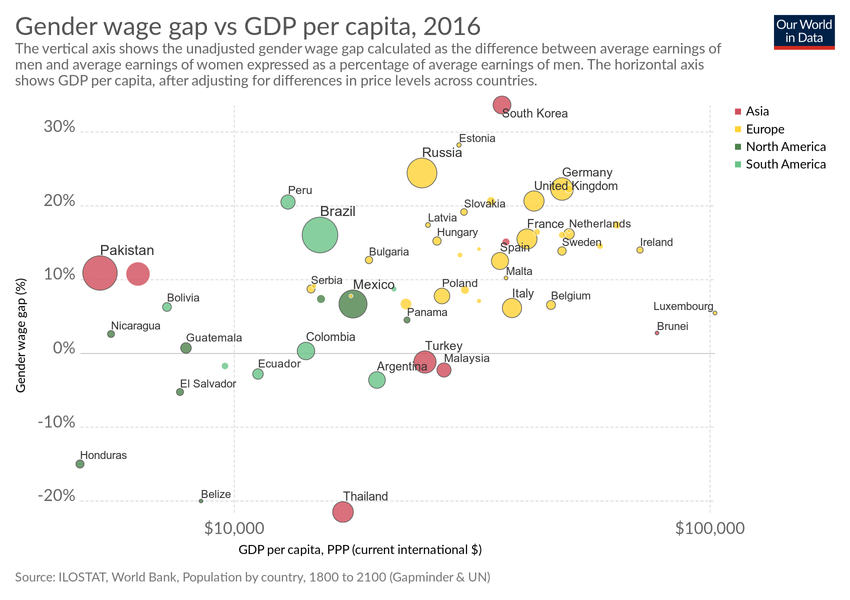 Gender wage gap vs GDP per capita, 2016
Our World
in Data
The vertical axis shows the unadjusted gender wage gap calculated as the difference between average earnings of
men and average earnings of women expressed as a percentage of average earnings of men. The horizontal axis
shows GDP per capita, after adjusting for differences in price levels across countries.
Asia
Europe
North America
South America
Gender wage gap (%)
30%
20%
10%
0%
-10%
-20%
South Korea
Estonia
Russia
Germany
United Kingdom
Peru
Slovakia
Brazil
Latvia
France
Netherlands
Hungary
Sweden
Ireland
Spain
Pakistan
Bulgaria
Malta
Serbia
Mexico
Poland
Bolivia
Italy
Belgium
Luxembourg
Panama
Nicaragua
Brunei
Guatemala
Colombia
Turkey
Malaysia
Ecuador
Argentina
El Salvador
Honduras
Belize
Thailand
$10,000
$100,000
GDP per capita, PPP (current international $)
Source: ILOSTAT, World Bank, Population by country, 1800 to 2100 (Gapminder & UN)